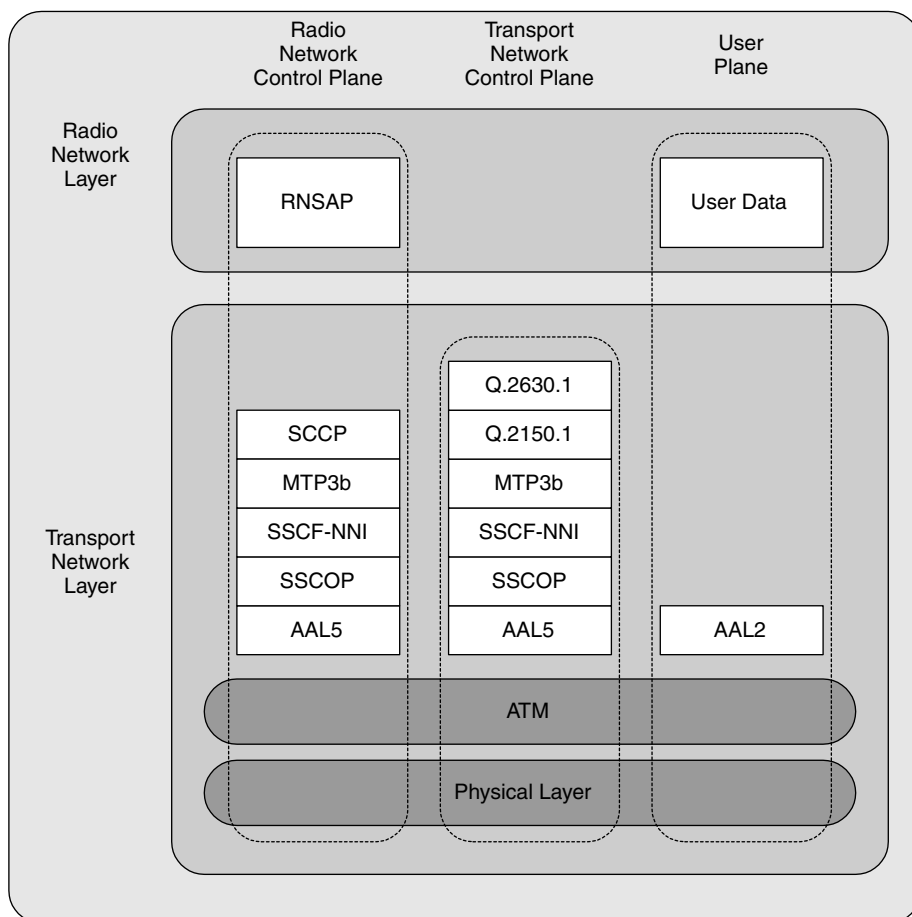 Radio
Network
Control Plane
Transport
Network
Control Plane
User
Plane
Radio
Network
Layer
RNSAP
User Data
Transport
Network
Layer
SCCP
MTP3b
SSCF-NNI
SSCOP
AAL5
Q.2630.1
Q.2150.1
MTP3b
SSCF-NNI
SSCOP
AAL5
AAL2
ATM
Physical Layer